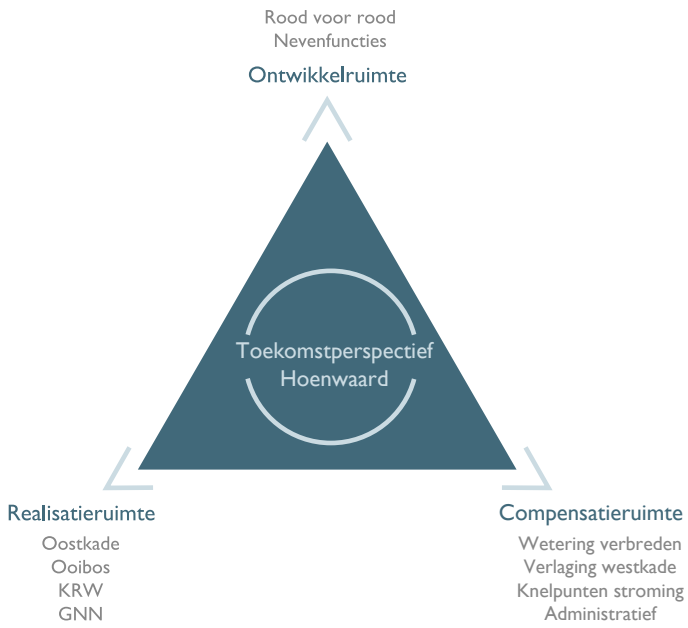 Rood voor rood
Nevenfuncties
Ontwikkelruimte
Toekomstperspectief
Hoenwaard
Realisatieruimte
Oostkade
Ooibos
KRW
GNN
Compensatieruimte
Wetering verbreden
Verlaging westkade
Knelpunten stroming
Administratief